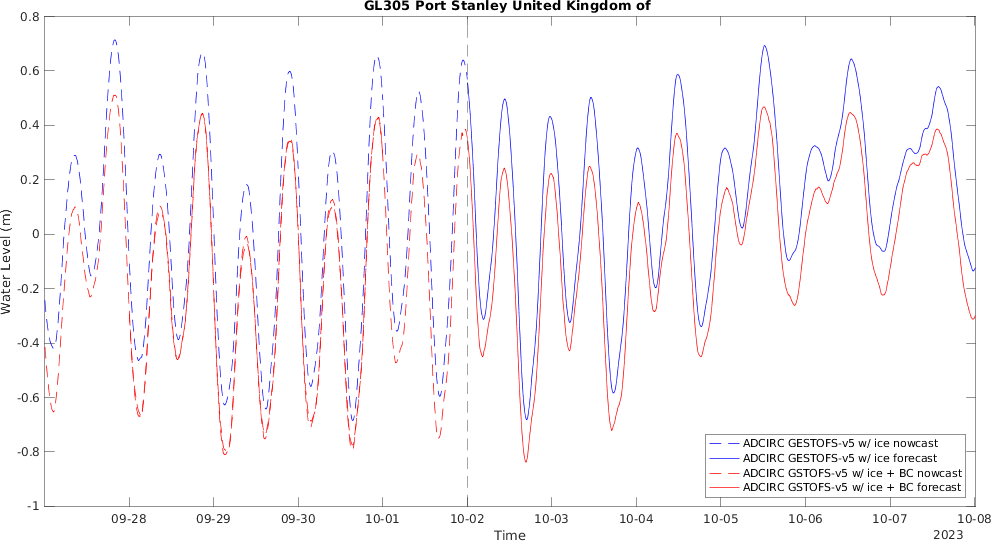 GL305 Port Stanley United Kingdom of
0.8
0.6
0.4
0.2
0
-0.2
-0.4
-0.6
-0.8
-1
Water Level (m)
ADCIRC GESTOFS-v5 w/ ice nowcast
ADCIRC GESTOFS-v5 w/ ice forecast
ADCIRC GSTOFS-v5 w/ ice + BC nowcast
ADCIRC GSTOFS-v5 w/ ice + BC forecast
09-28 09-29 09-30 10-01 10-02 10-03 10-04 10-05 10-06 10-07 10-08
Time
2023